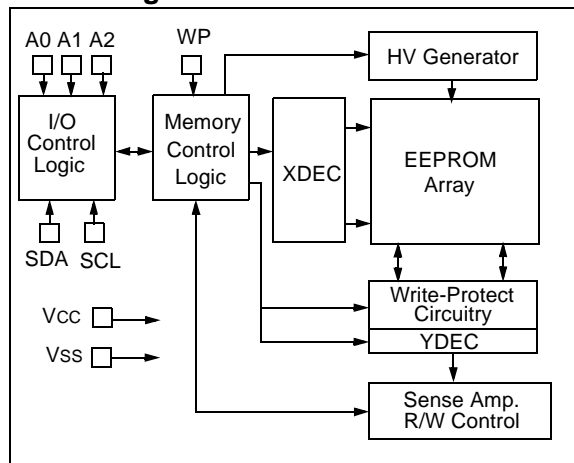 A0 A1 A2
WP
HV Generator
I/O
Control
Logic
Memory
Control
Logic
XDEC
EEPROM
Array
SDA
SCL
Write-Protect
Circuitry
YDEC
VCC
VSS
Sense Amp.
R/W Control